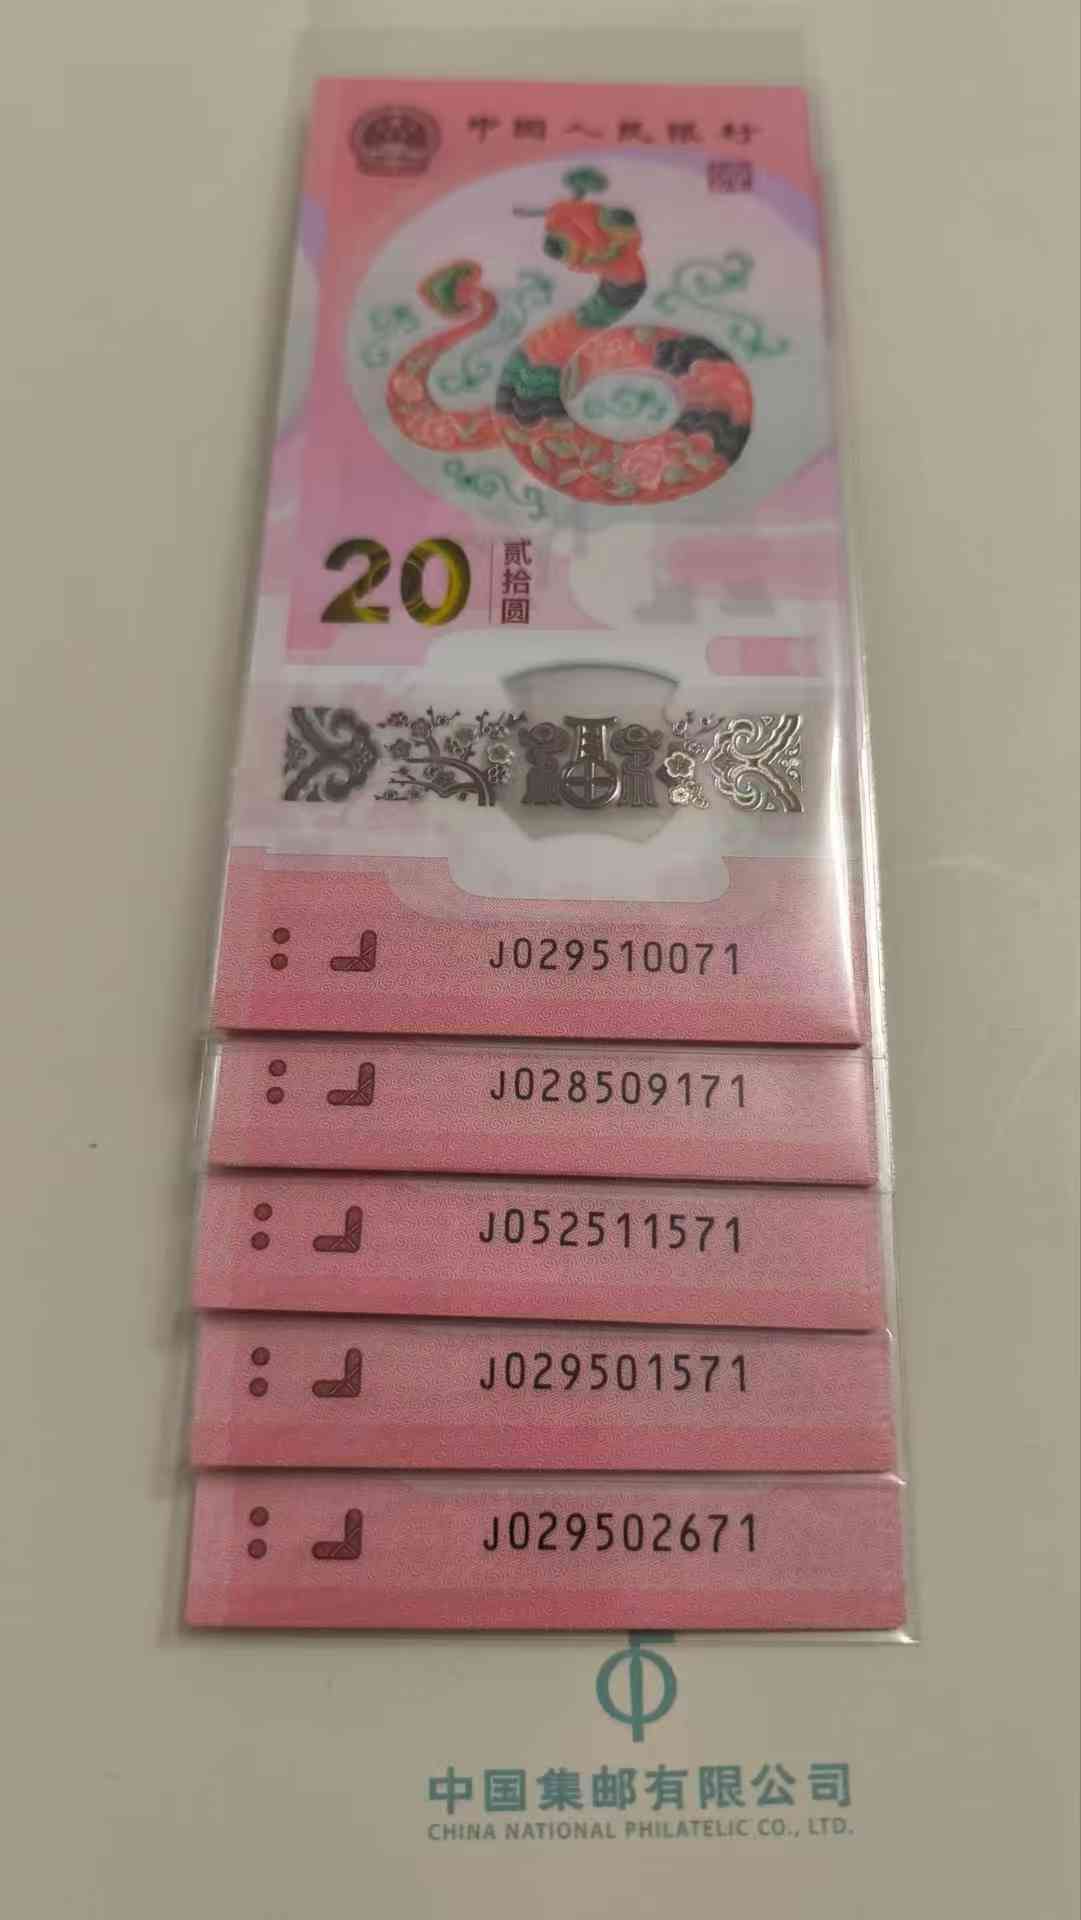 中国人民银行
20 贰拾圆
J029510071
J028509171
J052511571
J029501571
J029502671
中国集邮有限公司
CHINA NATIONAL PHILATELIC CO., LTD.